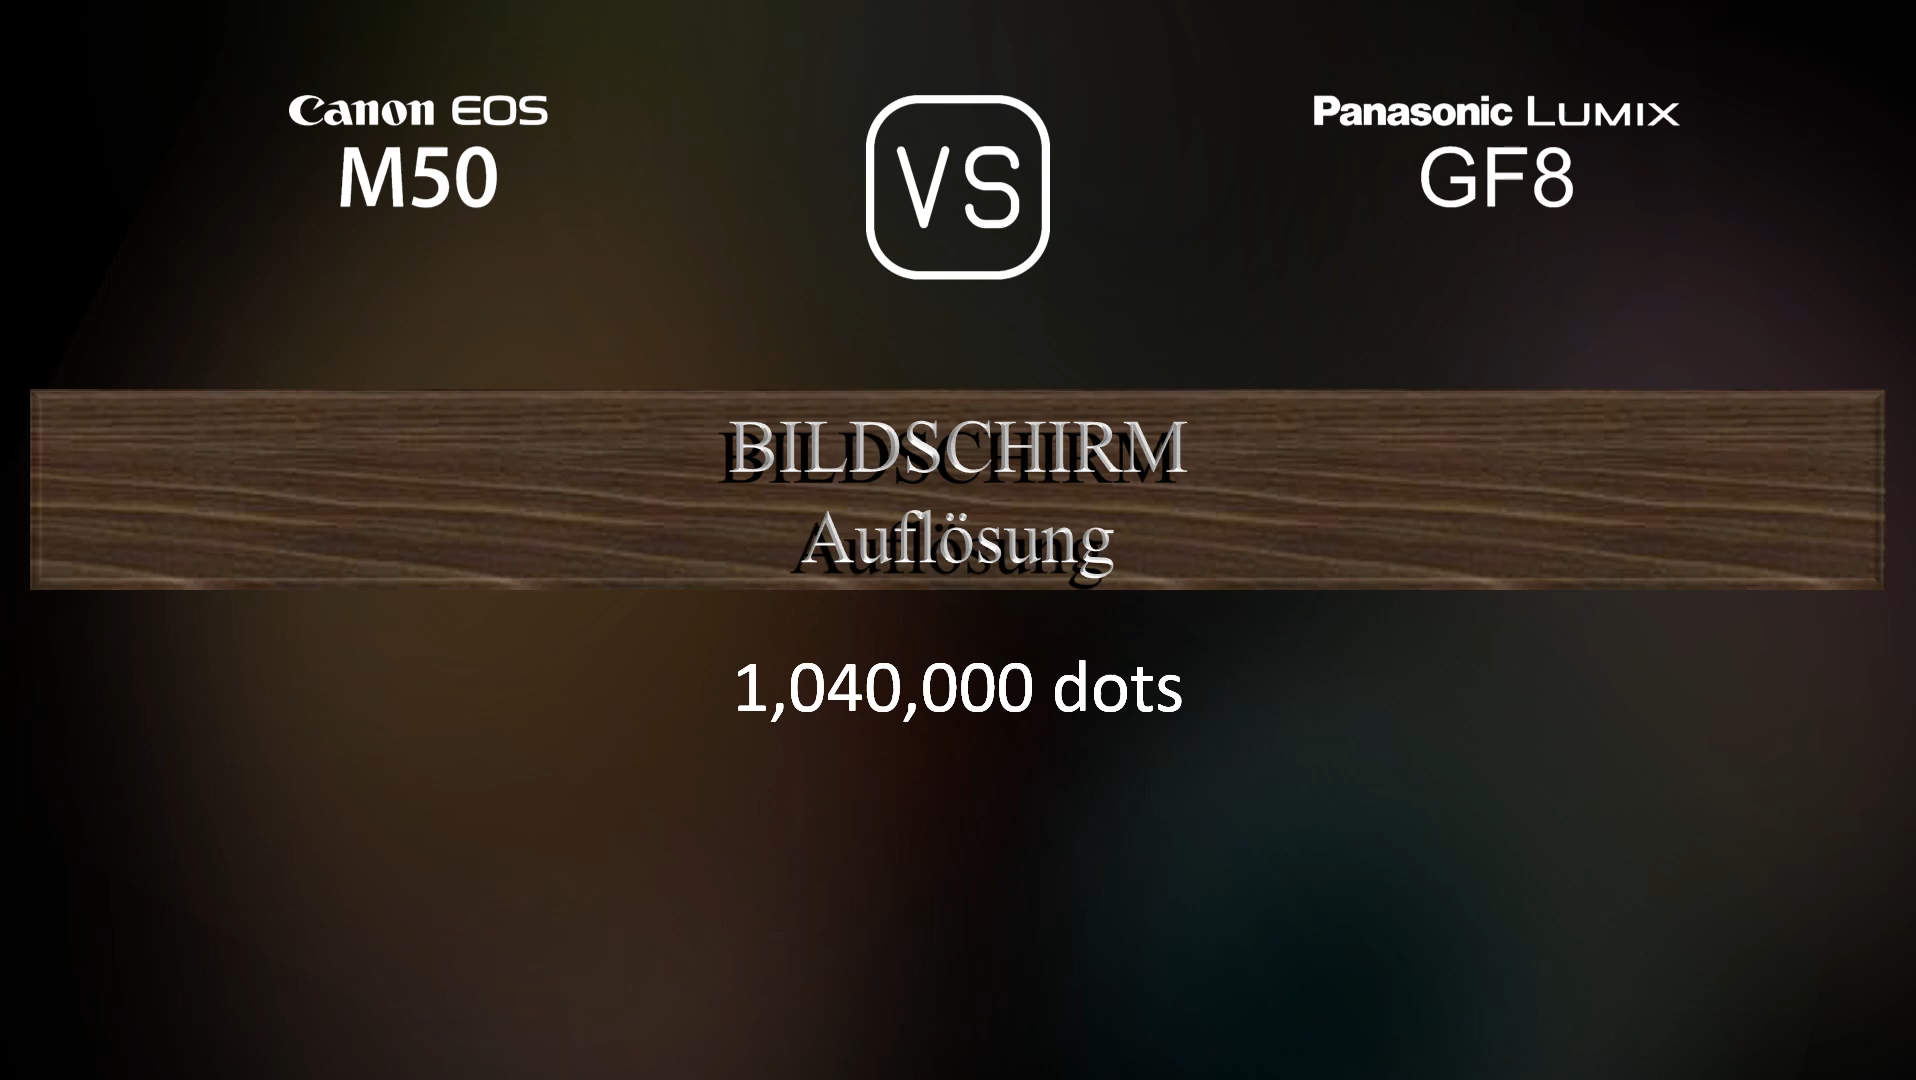 Canon EOS
M50
VS
Panasonic LUMIX
GF8
BILDSCHIRM
Auflösung
1,040,000 dots